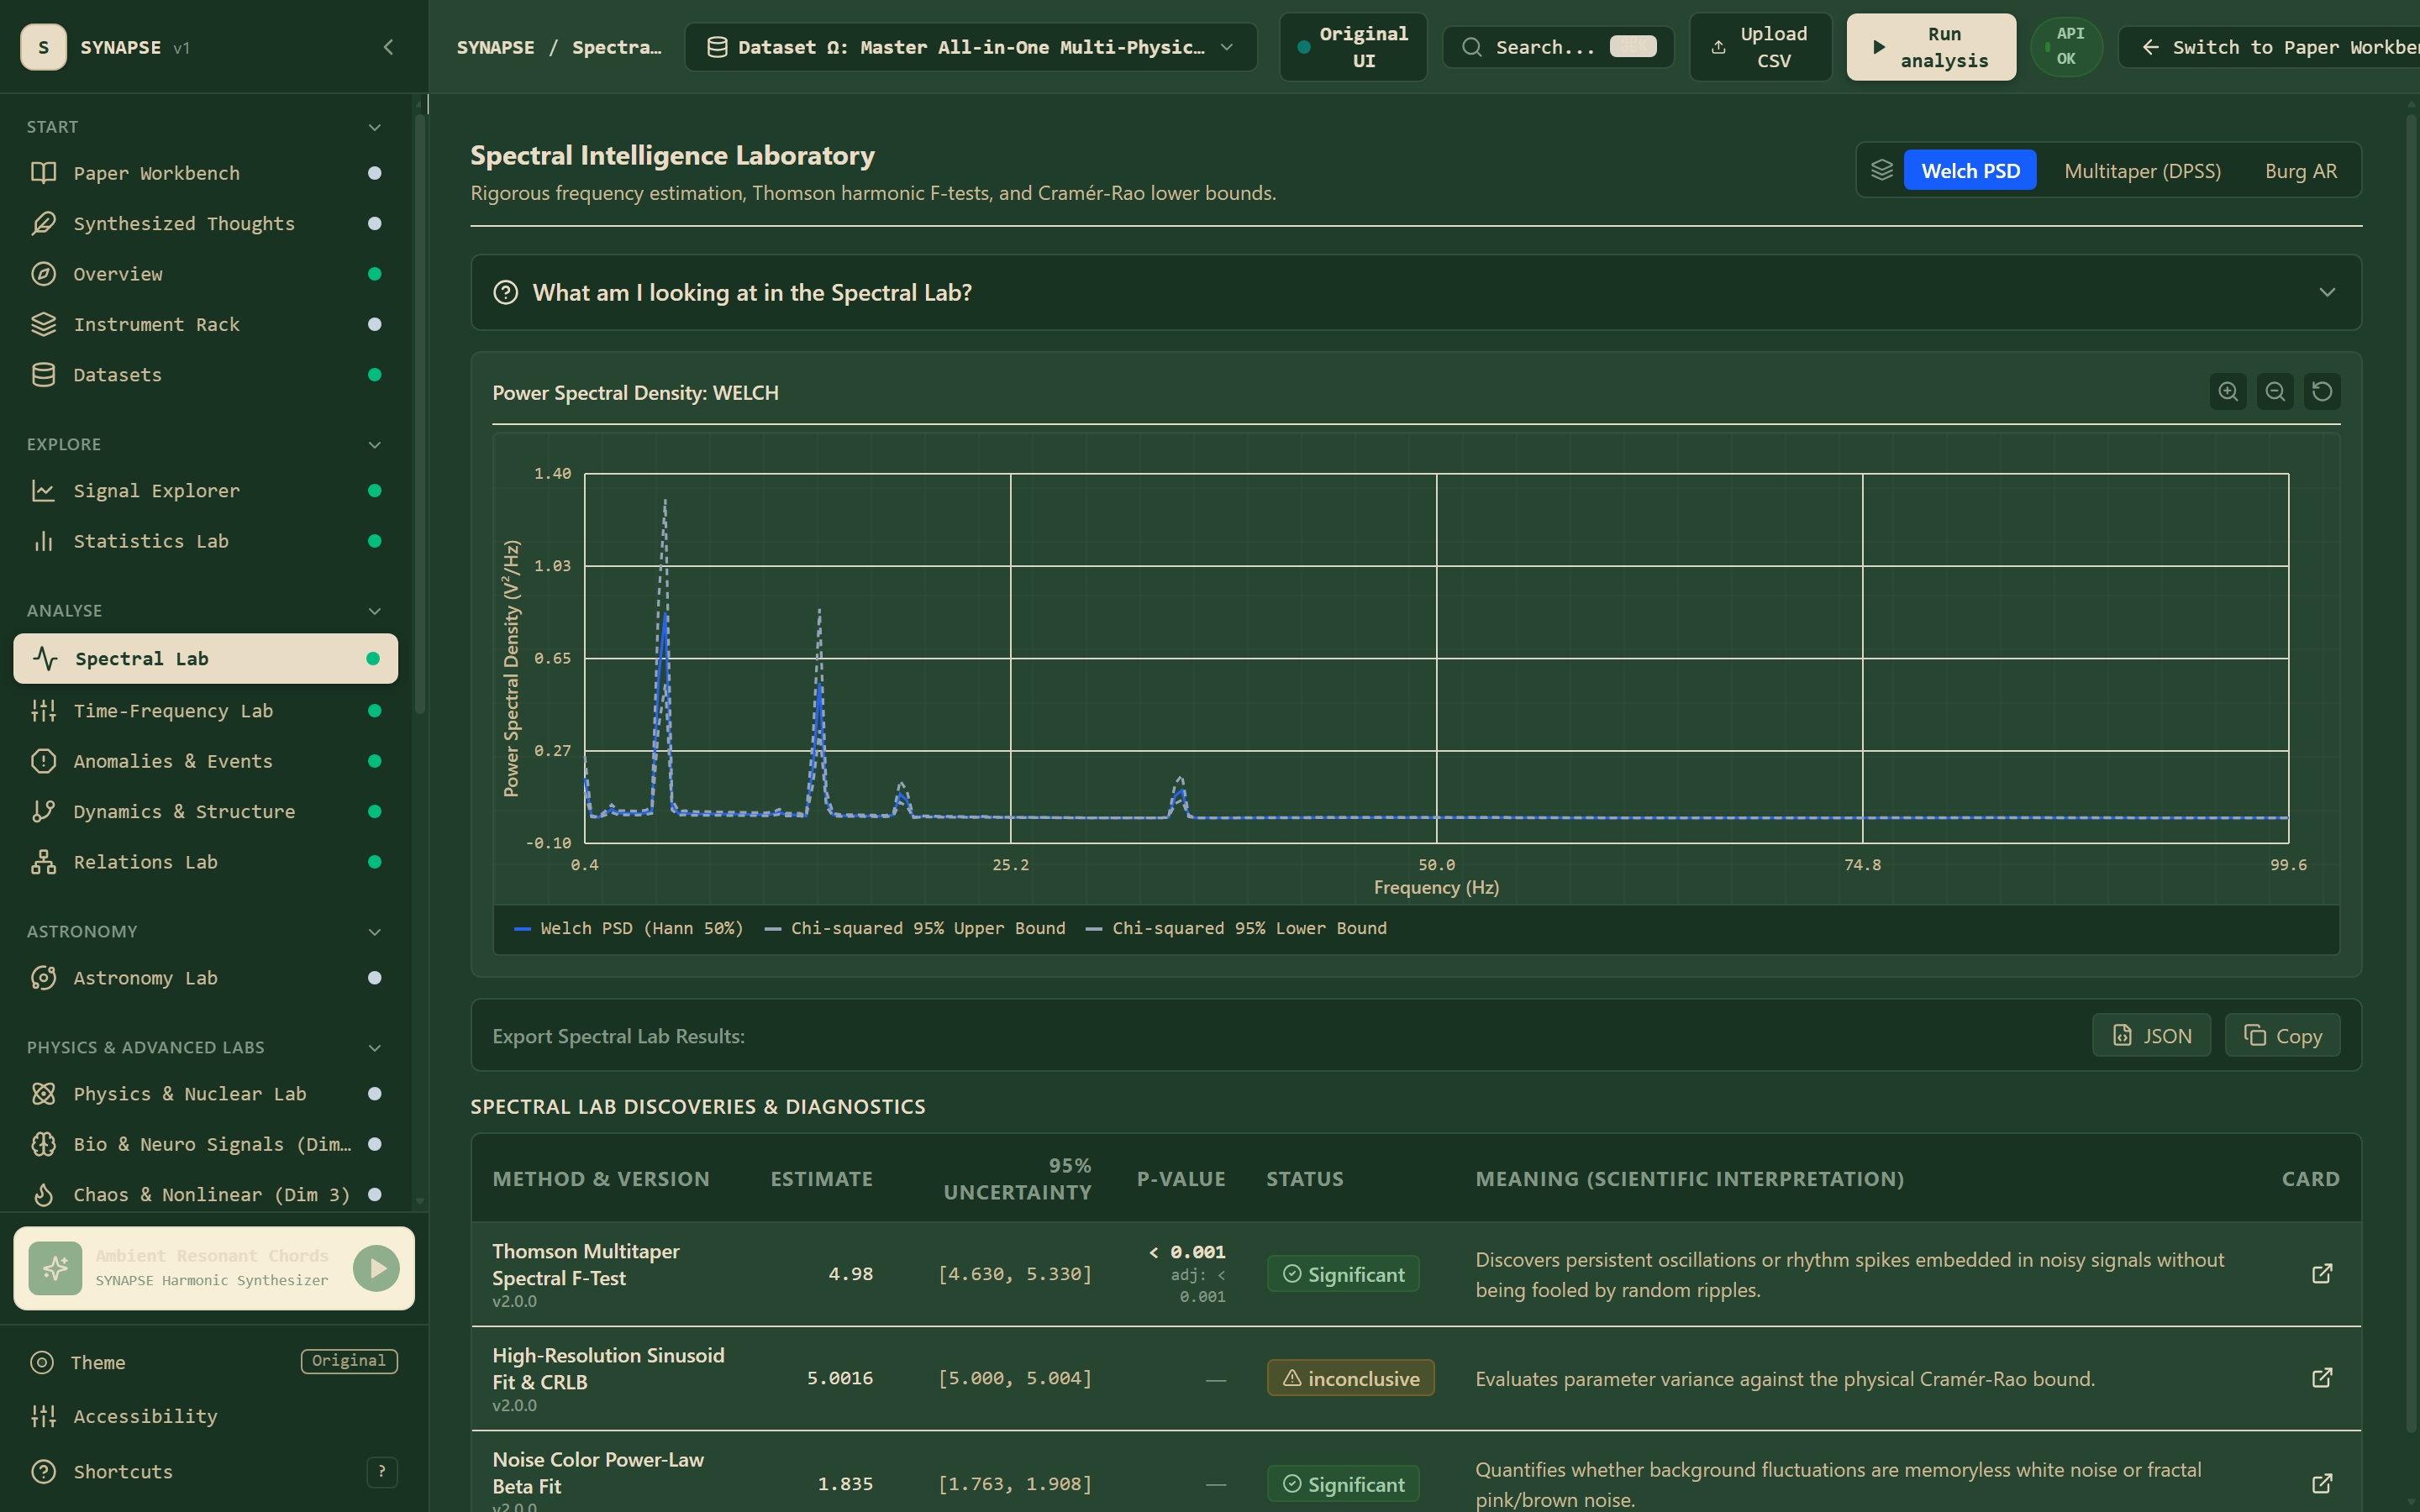 S SYNAPSE v1
START
Paper Workbench
Synthesized Thoughts
Overview
Instrument Rack
Datasets
EXPLORE
Signal Explorer
Statistics Lab
ANALYSE
Spectral Lab
Time-Frequency Lab
Anomalies & Events
Dynamics & Structure
Relations Lab
ASTRONOMY
Astronomy Lab
PHYSICS & ADVANCED LABS
Physics & Nuclear Lab
Bio & Neuro Signals (Dim…
Chaos & Nonlinear (Dim 3)
Ambient Resonant Chords
SYNAPSE Harmonic Synthesizer
Theme Original
Accessibility
Shortcuts ?
SYNAPSE / Spectra…
Dataset Ω: Master All-in-One Multi-Physic…
Original
UI
Search...
Upload
CSV
Run
analysis
API
OK
Switch to Paper Workbe
Spectral Intelligence Laboratory
Rigorous frequency estimation, Thomson harmonic F-tests, and Cramér-Rao lower bounds.
Welch PSD Multitaper (DPSS) Burg AR
What am I looking at in the Spectral Lab?
Power Spectral Density: WELCH
Power Spectral Density (V²/Hz)
1.40
1.03
0.65
0.27
-0.10
0.4 25.2 50.0 74.8 99.6
Frequency (Hz)
Welch PSD (Hann 50%) Chi-squared 95% Upper Bound Chi-squared 95% Lower Bound
Export Spectral Lab Results:
JSON Copy
SPECTRAL LAB DISCOVERIES & DIAGNOSTICS
METHOD & VERSION ESTIMATE 95% UNCERTAINTY P-VALUE STATUS MEANING (SCIENTIFIC INTERPRETATION) CARD
Thomson Multitaper
Spectral F-Test
v2.0.0
4.98
[4.630, 5.330]
< 0.001
adj: <
0.001
Significant
Discovers persistent oscillations or rhythm spikes embedded in noisy signals without
being fooled by random ripples.
High-Resolution Sinusoid
Fit & CRLB
v2.0.0
5.0016
[5.000, 5.004]
—
inconclusive
Evaluates parameter variance against the physical Cramér-Rao bound.
Noise Color Power-Law
Beta Fit
v2.0.0
1.835
[1.763, 1.908]
—
Significant
Quantifies whether background fluctuations are memoryless white noise or fractal
pink/brown noise.